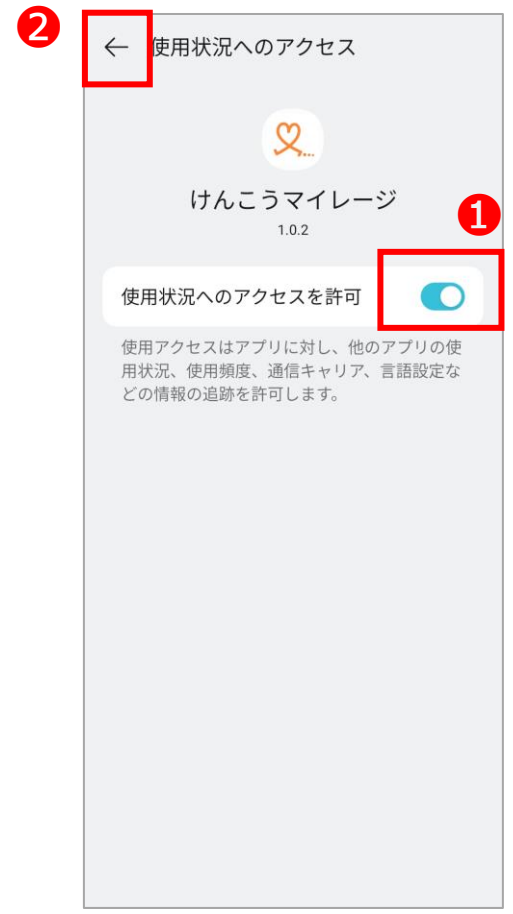 ❷
← 使用状況へのアクセス
けんこうマイレージ
1.0.2
❶
使用状況へのアクセスを許可
使用アクセスはアプリに対し、他のアプリの使
用状況、使用頻度、通信キャリア、言語設定な
どの情報の追跡を許可します。